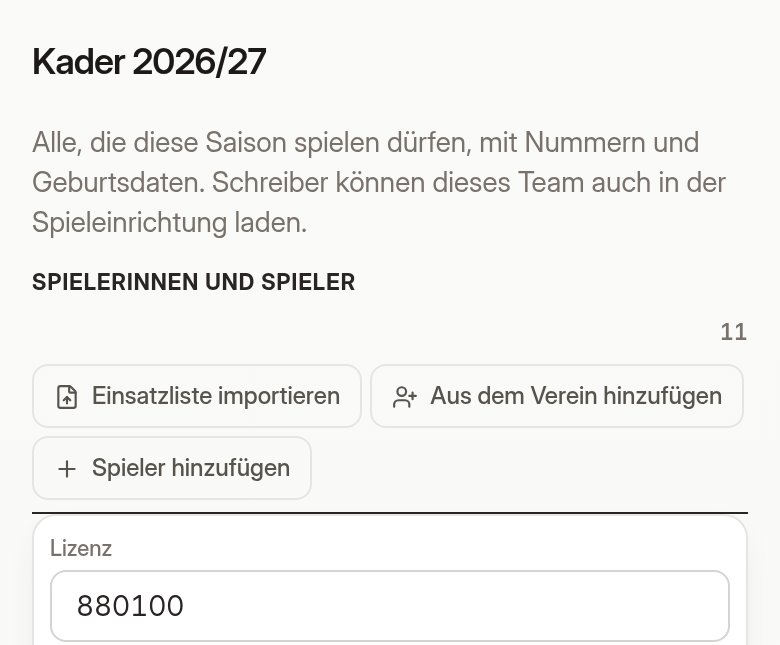 Kader 2026/27
Alle, die diese Saison spielen dürfen, mit Nummern und
Geburtsdaten. Schreiber können dieses Team auch in der
Spieleinrichtung laden.
SPIELERINNEN UND SPIELER
11
Einsatzliste importieren
Aus dem Verein hinzufügen
Spieler hinzufügen
Lizenz
880100